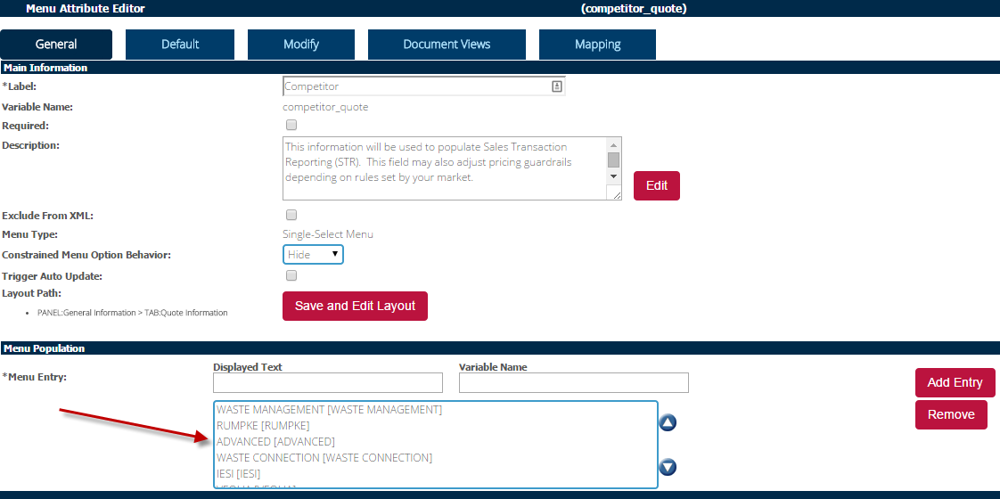 Menu Attribute Editor (competitor_quote)
General Default Modify Document Views Mapping
Main Information
*Label: Competitor
Variable Name: competitor_quote
Required:
Description: This information will be used to populate Sales Transaction
Reporting (STR). This field may also adjust pricing guardrails
depending on rules set by your market.
Edit
Exclude From XML:
Menu Type: Single-Select Menu
Constrained Menu Option Behavior: Hide
Trigger Auto Update:
Layout Path: Save and Edit Layout
• PANEL:General Information > TAB:Quote Information
Menu Population
Displayed Text Variable Name
*Menu Entry: Add Entry
WASTE MANAGEMENT [WASTE MANAGEMENT] Remove
RUMPKE [RUMPKE]
ADVANCED [ADVANCED]
WASTE CONNECTION [WASTE CONNECTION]
IESI [IESI]